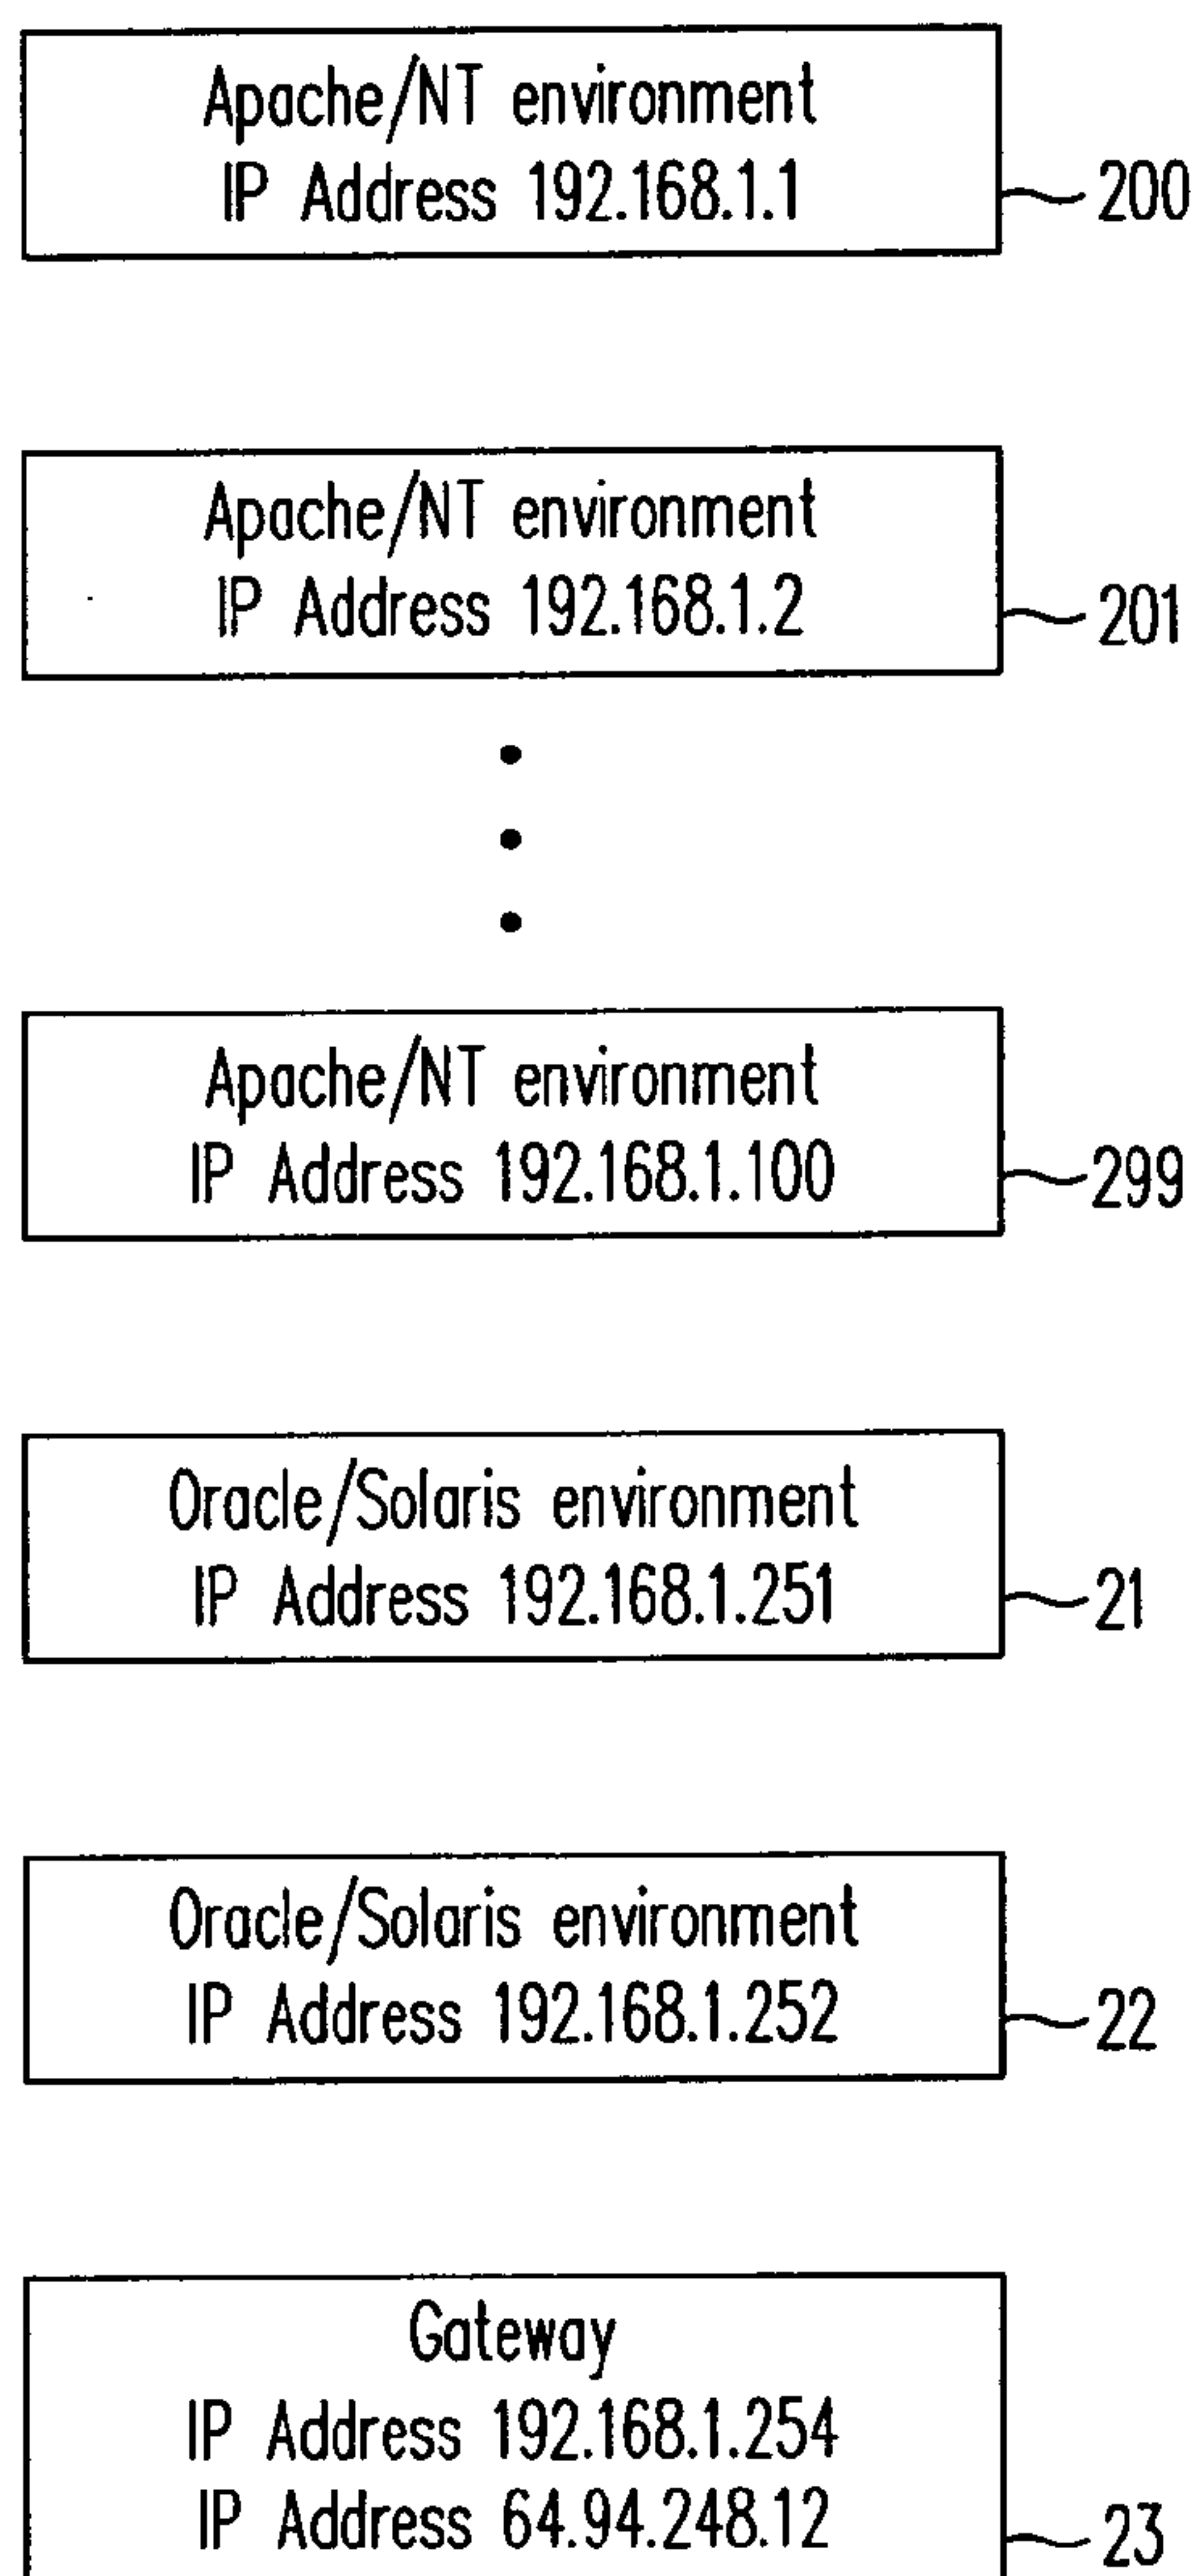 Apache/NT environment
IP Address 192.168.1.1
200
Apache/NT environment
IP Address 192.168.1.2
201
Apache/NT environment
IP Address 192.168.1.100
299
Oracle/Solaris environment
IP Address 192.168.1.251
21
Oracle/Solaris environment
IP Address 192.168.1.252
22
Gateway
IP Address 192.168.1.254
IP Address 64.94.248.12
23